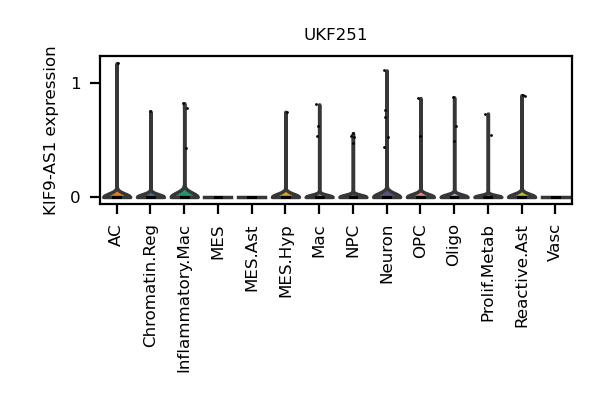 UKF251
KIF9-AS1 expression
1
0
AC
Chromatin.Reg
Inflammatory.Mac
MES
MES.Ast
MES.Hyp
Mac
NPC
Neuron
OPC
Oligo
Prolif.Metab
Reactive.Ast
Vasc